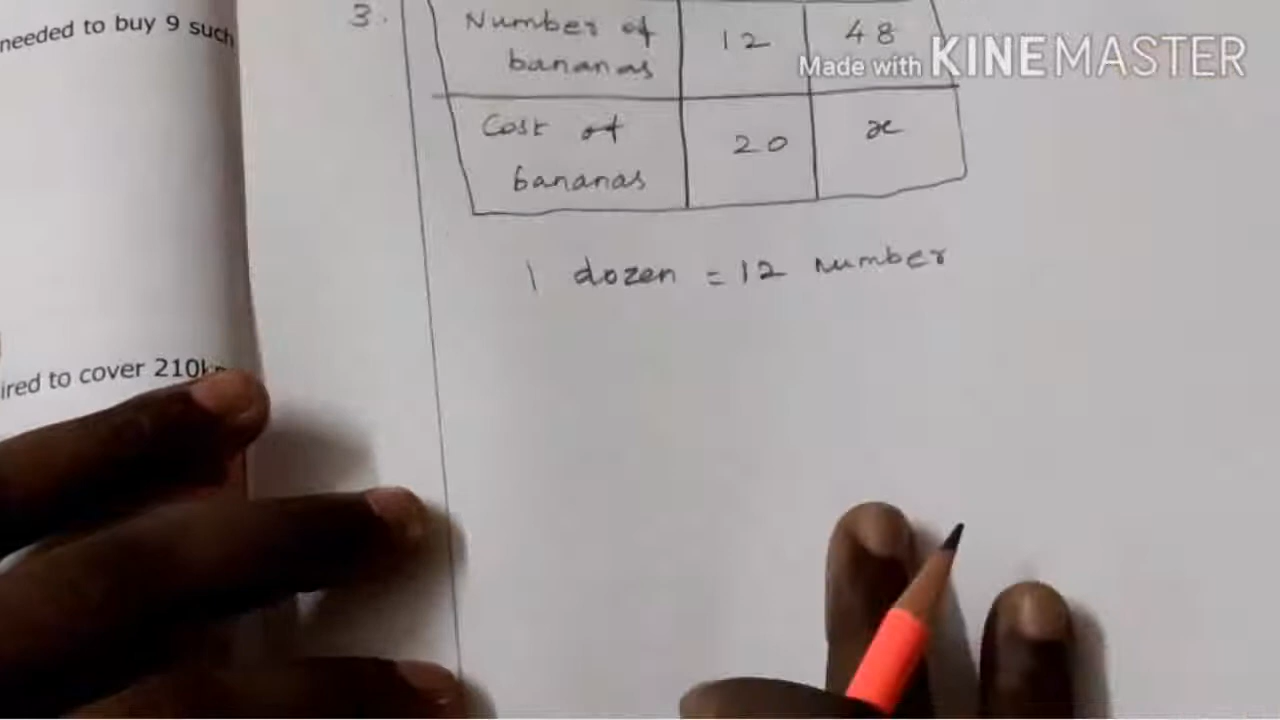 needed to buy 9 such
ired to cover 210k
3.
Number of bananas 12 48
Cost of bananas 20 x
1 dozen = 12 number
Made with KINEMASTER